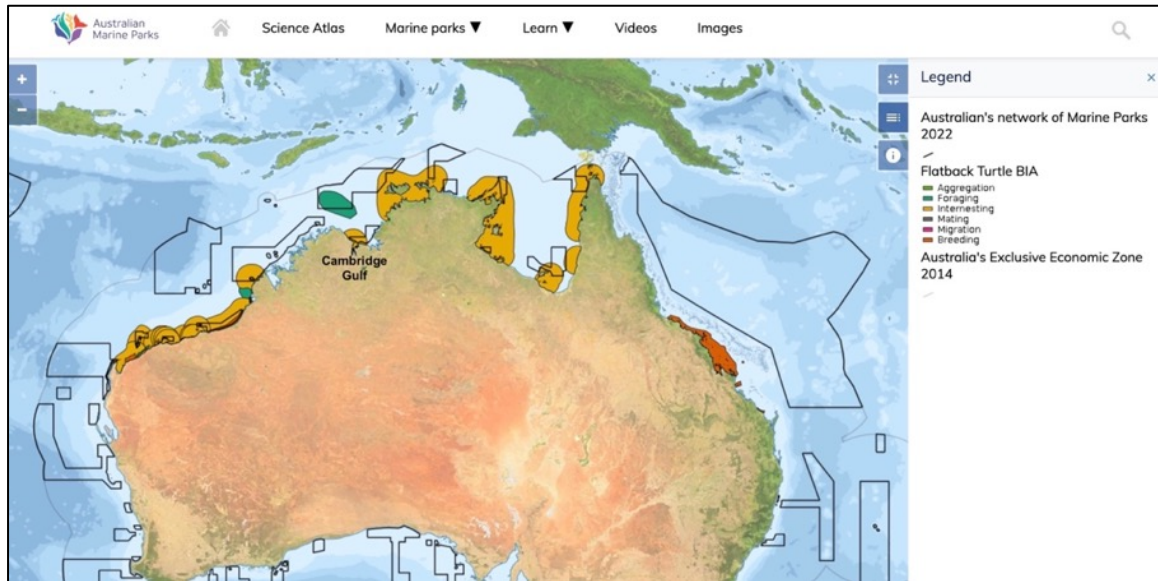 Australian
Marine Parks
Science Atlas
Marine parks ▼
Learn ▼
Videos
Images
+
−
Cambridge
Gulf
Legend
×
Australian's network of Marine Parks
2022
Flatback Turtle BIA
Aggregation
Foraging
Internesting
Mating
Migration
Breeding
Australia's Exclusive Economic Zone
2014